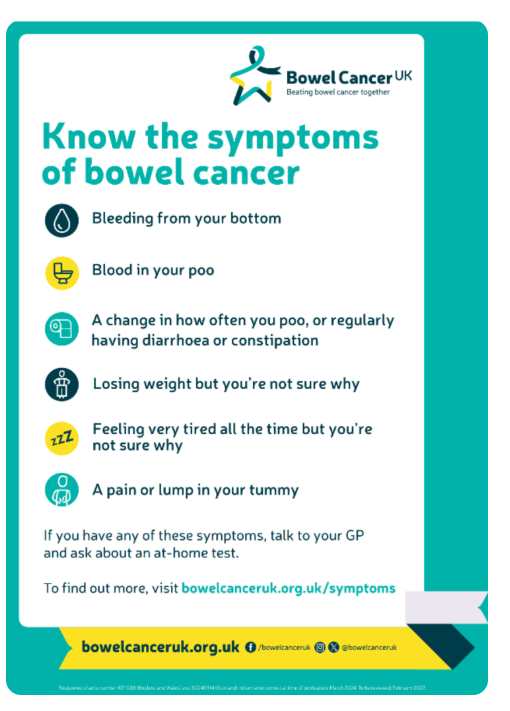 Bowel Cancer UK
Beating bowel cancer together
Know the symptoms
of bowel cancer
Bleeding from your bottom
Blood in your poo
A change in how often you poo, or regularly
having diarrhoea or constipation
Losing weight but you're not sure why
zzZ
Feeling very tired all the time but you're
not sure why
A pain or lump in your tummy
If you have any of these symptoms, talk to your GP
and ask about an at-home test.
To find out more, visit bowelcanceruk.org.uk/symptoms
bowelcanceruk.org.uk /bowelcanceruk @bowelcanceruk
Registered charity number (England and Wales) and (Scotland). Information correct at time of publication March 2024. To be reviewed February 2027.